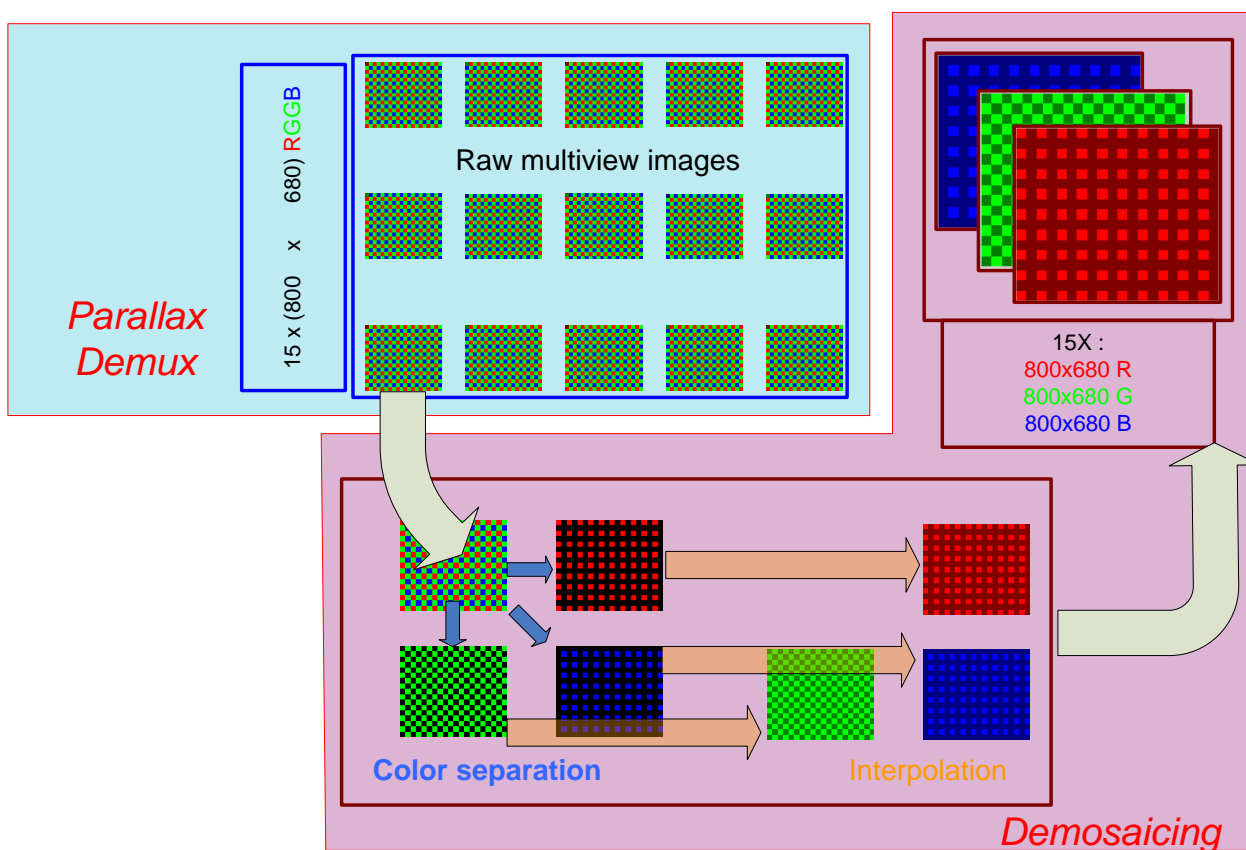 Parallax
Demux
15 x (800 x 680) RGGB
Raw multiview images
15X :
800x680 R
800x680 G
800x680 B
Color separation
Interpolation
Demosaicing